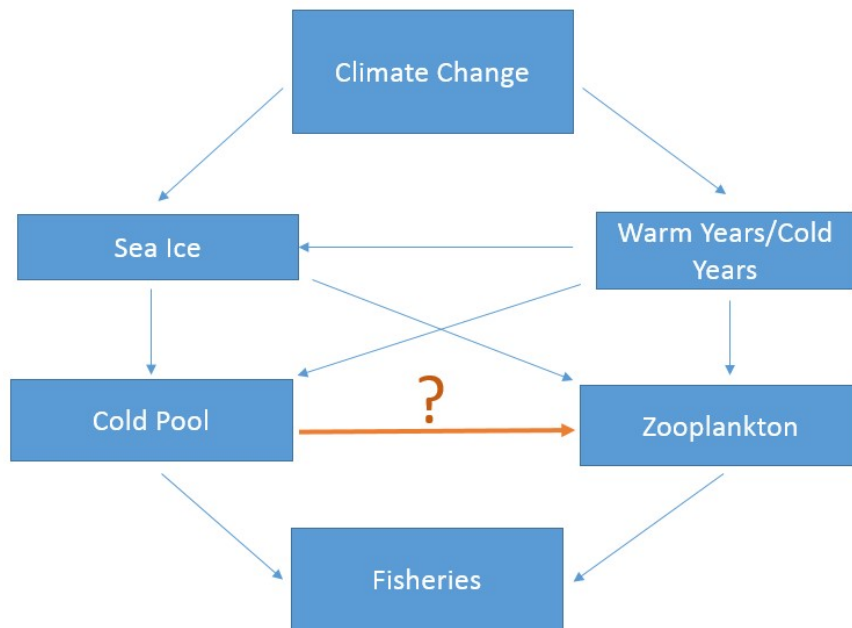 Climate Change
Sea Ice
Warm Years/Cold
Years
Cold Pool
?
Zooplankton
Fisheries